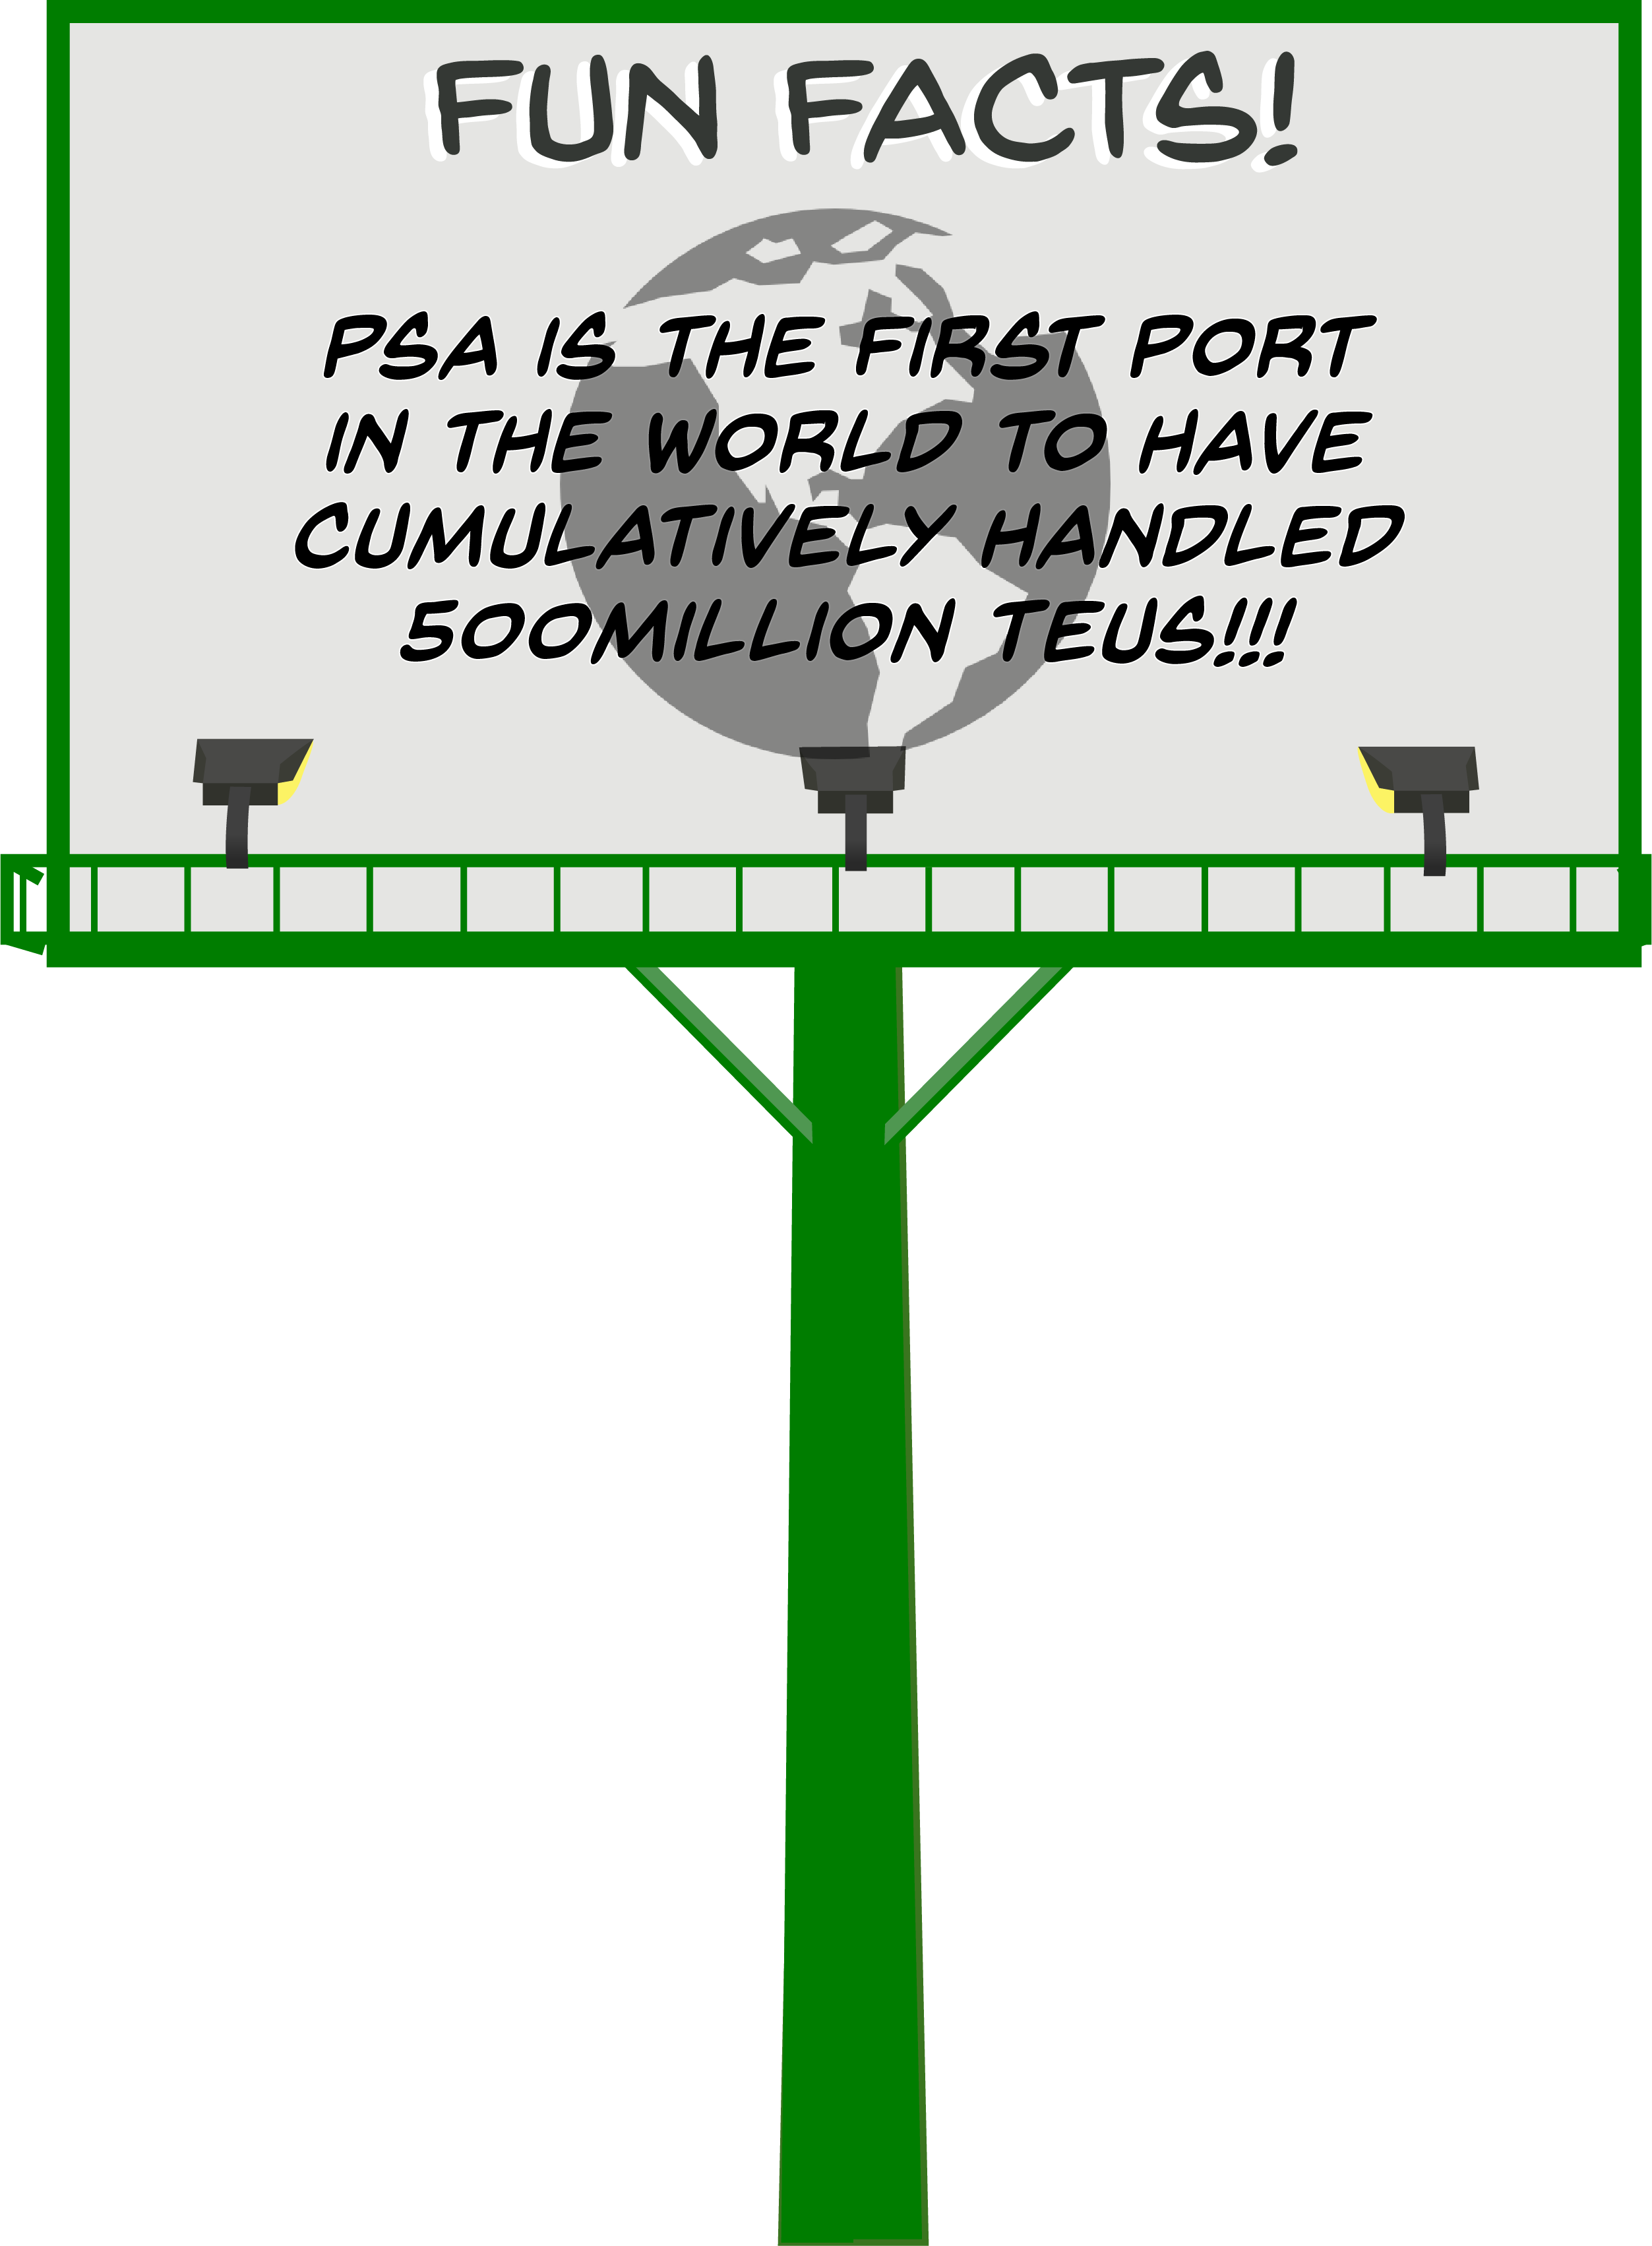 FUN FACTS!
PSA IS THE FIRST PORT
IN THE WORLD TO HAVE
CUMULATIVELY HANDLED
500MILLION TEUS!!!